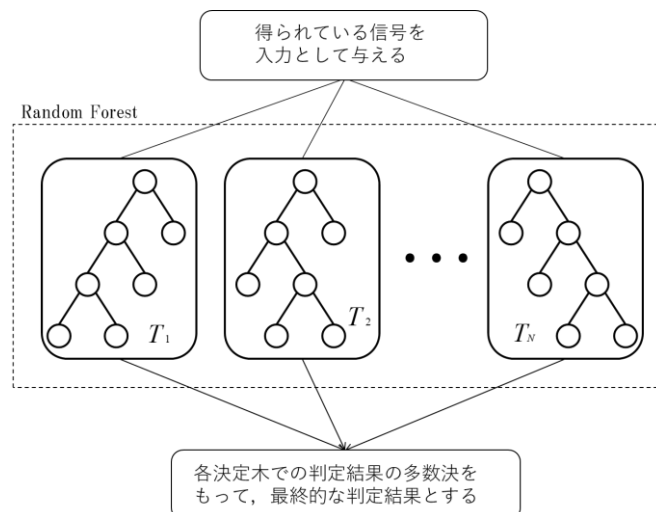 得られている信号を
入力として与える
Random Forest
T1
T2
TN
各決定木での判定結果の多数決を
もって，最終的な判定結果とする